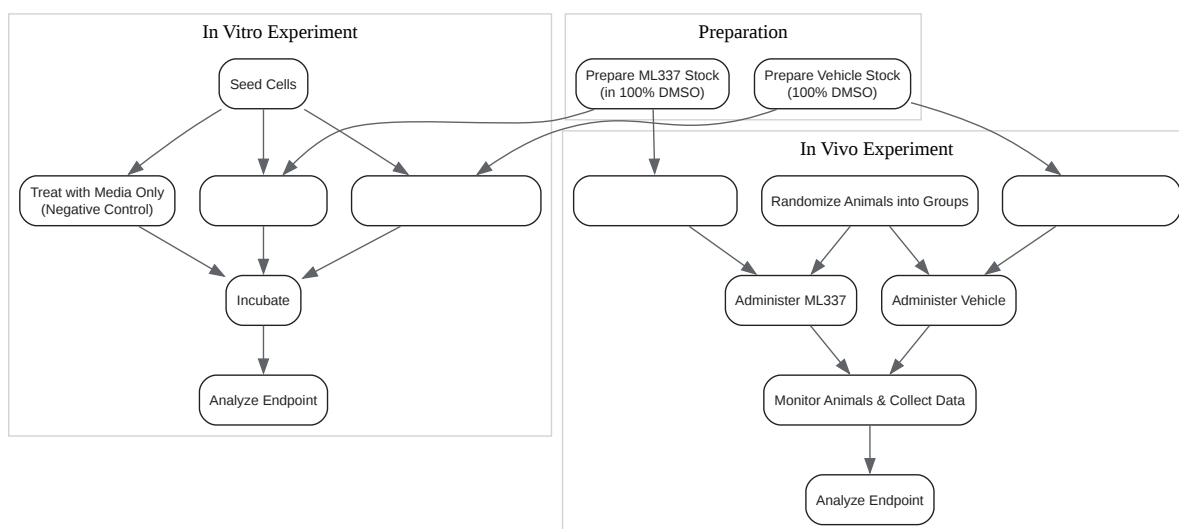 In Vitro Experiment
Preparation
Seed Cells
Prepare ML337 Stock
(in 100% DMSO)
Prepare Vehicle Stock
(100% DMSO)
In Vivo Experiment
Treat with Media Only
(Negative Control)
Randomize Animals into Groups
Incubate
Administer ML337
Administer Vehicle
Analyze Endpoint
Monitor Animals & Collect Data
Analyze Endpoint